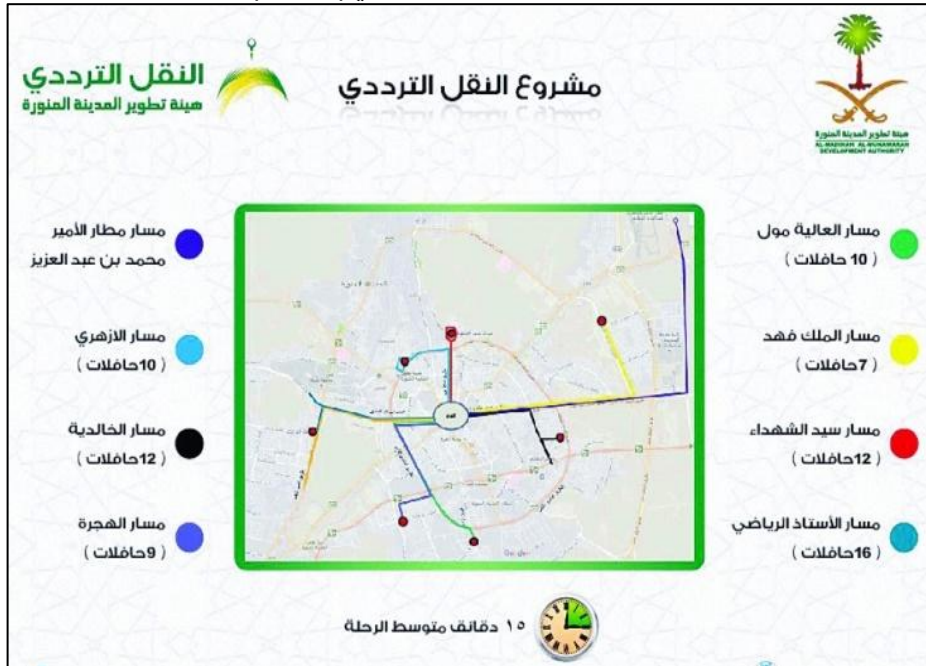 مشروع النقل الترددي
هيئة تطوير المدينة المنورة
AL-MADINAH AL-MUNAWARAH
DEVELOPMENT AUTHORITY
النقل الترددي
هيئة تطوير المدينة المنورة
مسار العالية مول
( 10 حافلات )
مسار الملك فهد
( 7حافلات )
مسار سيد الشهداء
( 12حافلات )
مسار الأستاذ الرياضي
( 16حافلات )
مسار مطار الأمير
محمد بن عبد العزيز
مسار الازهري
( 10حافلات )
مسار الخالدية
( 12حافلات )
مسار الهجرة
( 9حافلات )
١٥ دقائق متوسط الرحلة